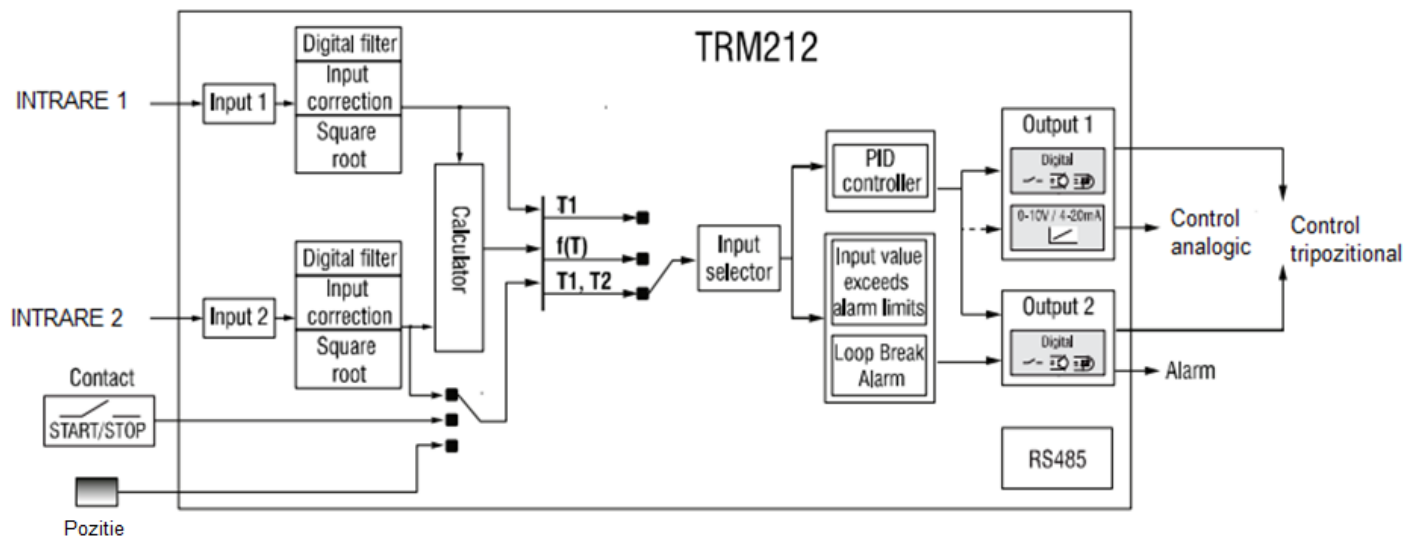 TRM212
INTRARE 1
Input 1
Digital filter
Input
correction
Square
root
INTRARE 2
Input 2
Digital filter
Input
correction
Square
root
Contact
START/STOP
Pozitie
Calculator
T1
f(T)
T1, T2
Input
selector
PID
controller
Input value
exceeds
alarm limits
Loop Break
Alarm
Output 1
Digital
0-10V / 4-20mA
Output 2
Digital
RS485
Control
analogic
Control
tripozitional
Alarm